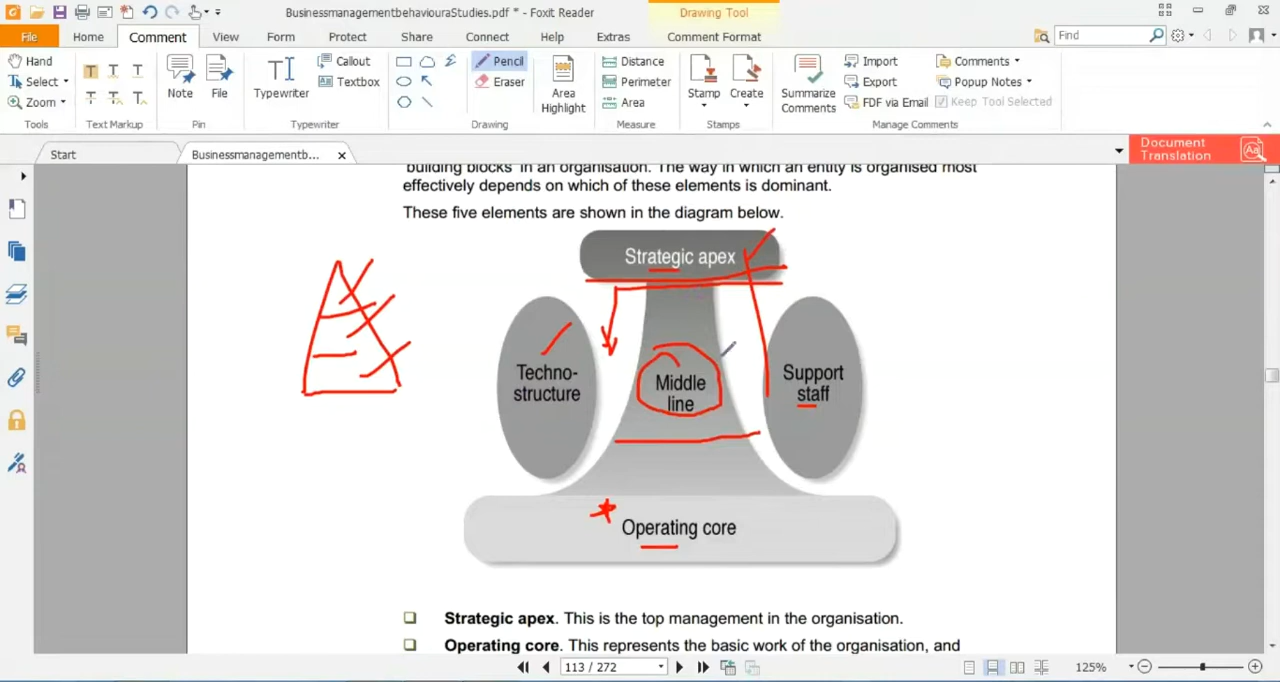 BusinessmanagementbehaviouraStudies.pdf * - Foxit Reader
Drawing Tool
File Home Comment View Form Protect Share Connect Help Extras Comment Format
Find
Hand
Select
Zoom
Tools
T T T
T T T
Text Markup
Note
File
Pin
Typewriter
Callout
Textbox
Typewriter
Pencil
Eraser
Area
Highlight
Drawing
Distance
Perimeter
Area
Measure
Stamp
Create
Stamps
Summarize
Comments
Import
Export
FDF via Email
Comments
Popup Notes
Keep Tool Selected
Manage Comments
Start
Businessmanagementb...
Document
Translation
'building blocks' in an organisation. The way in which an entity is organised most
effectively depends on which of these elements is dominant.
These five elements are shown in the diagram below.
Strategic apex
Techno-
structure
Middle
line
Support
staff
Operating core
Strategic apex. This is the top management in the organisation.
Operating core. This represents the basic work of the organisation, and
113 / 272
125%